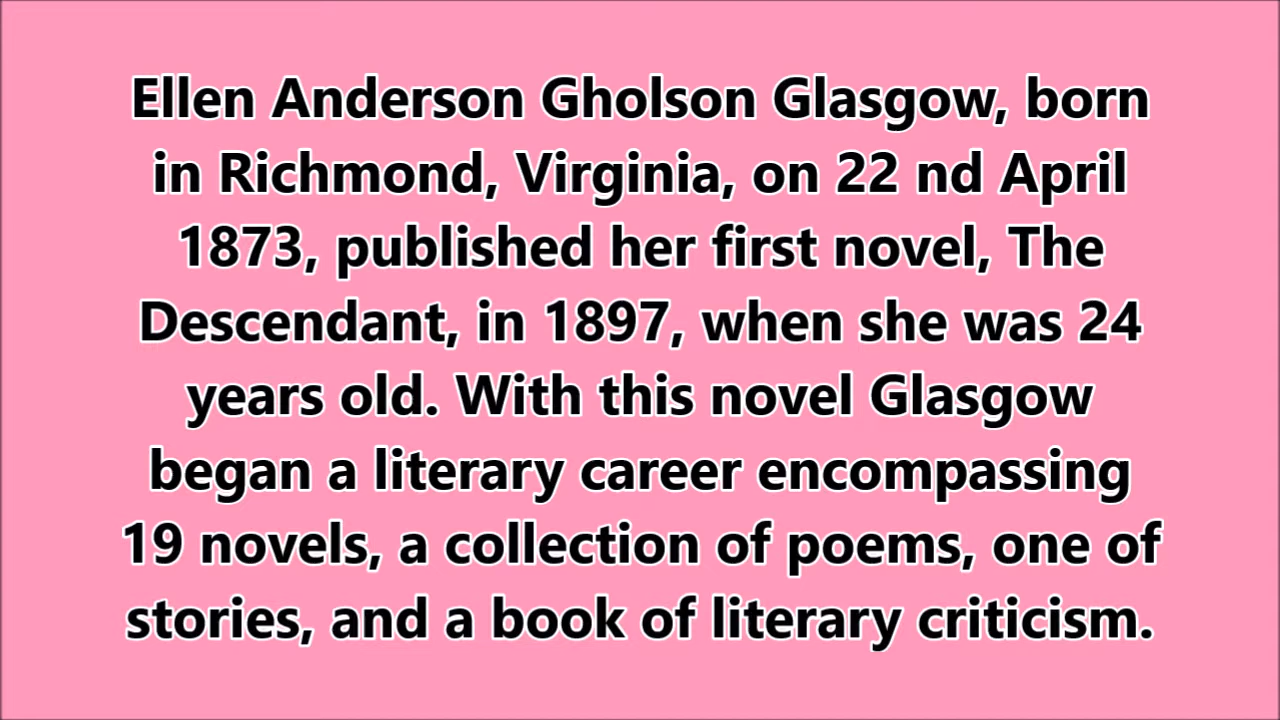 Ellen Anderson Gholson Glasgow, born
in Richmond, Virginia, on 22 nd April
1873, published her first novel, The
Descendant, in 1897, when she was 24
years old. With this novel Glasgow
began a literary career encompassing
19 novels, a collection of poems, one of
stories, and a book of literary criticism.